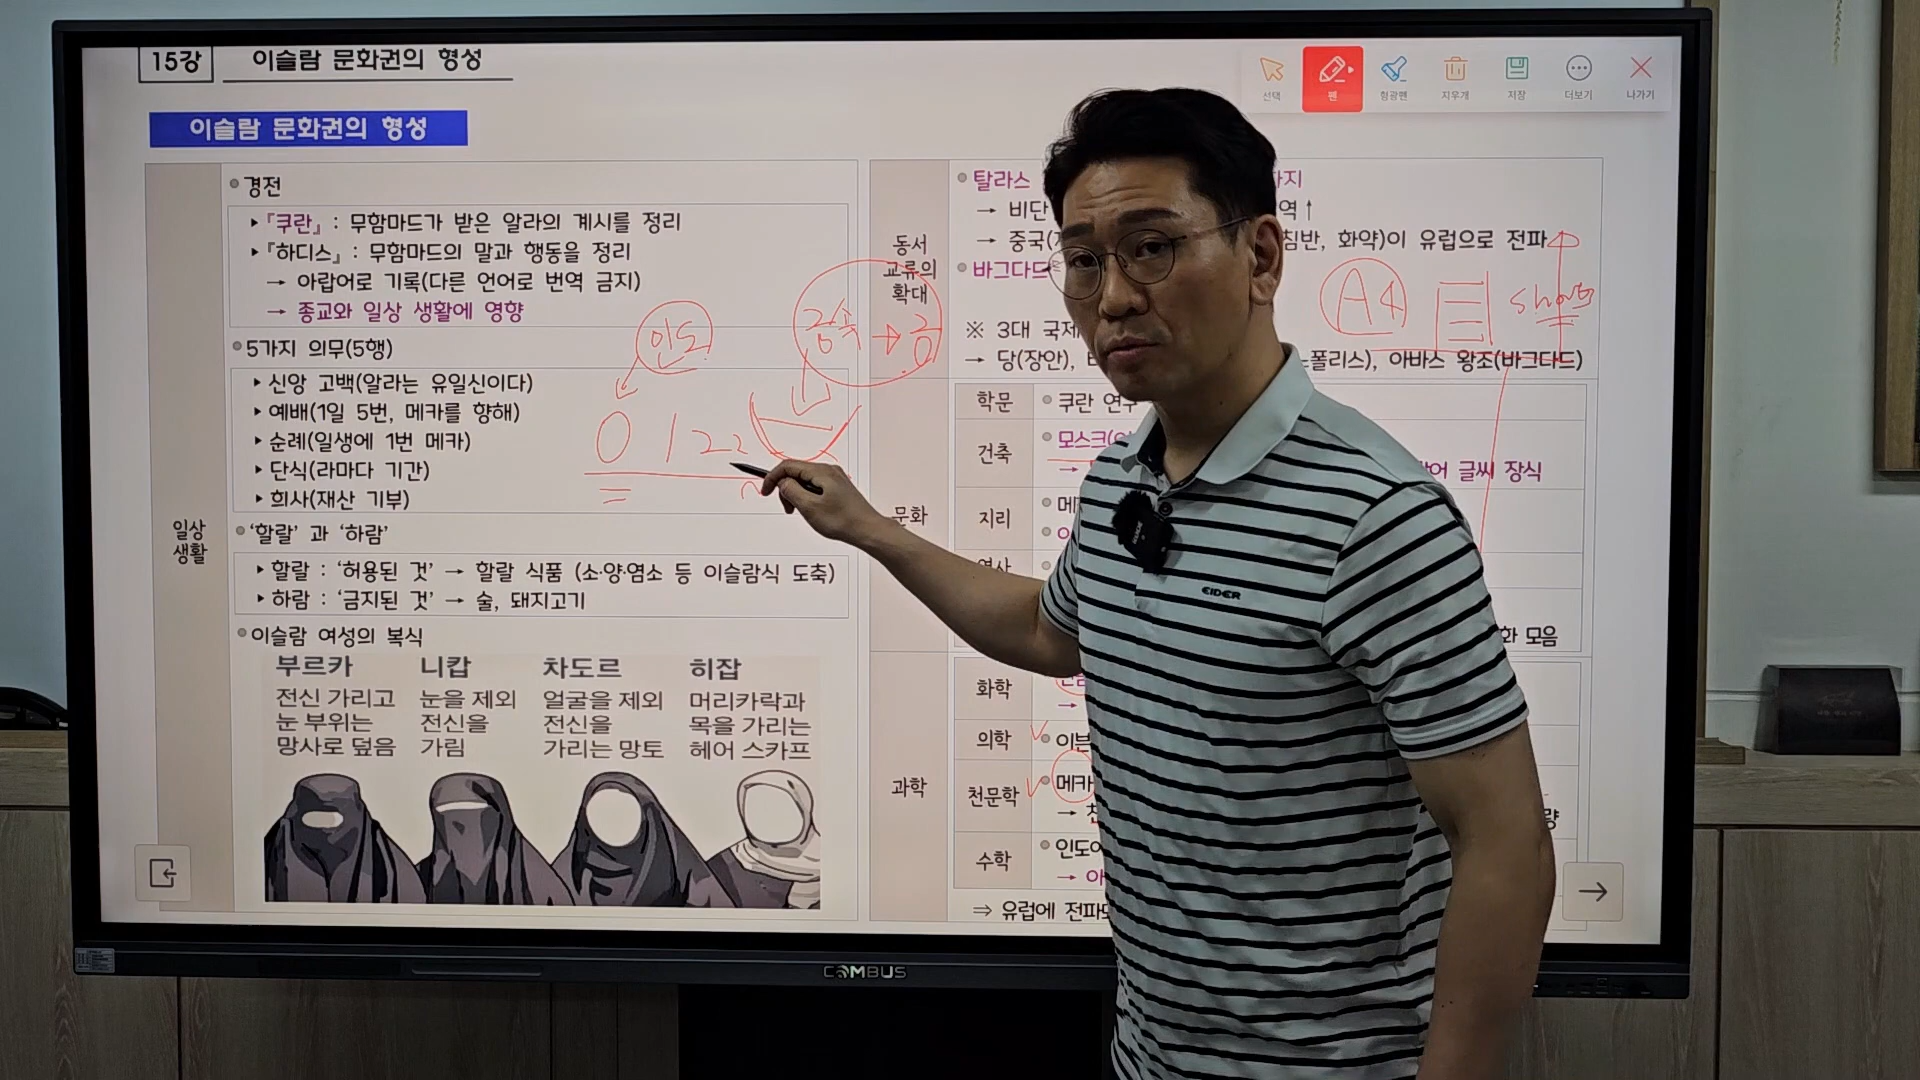 15강
이슬람 문화권의 형성
선택
펜
형광펜
지우개
저장
더보기
나가기
이슬람 문화권의 형성
일상
생활
경전
『쿠란』 : 무함마드가 받은 알라의 계시를 정리
『하디스』 : 무함마드의 말과 행동을 정리
→ 아랍어로 기록(다른 언어로 번역 금지)
→ 종교와 일상 생활에 영향
5가지 의무(5행)
신앙 고백(알라는 유일신이다)
예배(1일 5번, 메카를 향해)
순례(일생에 1번 메카)
단식(라마다 기간)
희사(재산 기부)
인도
0 1 2
금
'할랄' 과 '하람'
할랄 : '허용된 것' → 할랄 식품 (소·양·염소 등 이슬람식 도축)
하람 : '금지된 것' → 술, 돼지고기
이슬람 여성의 복식
부르카
전신 가리고
눈 부위는
망사로 덮음
니캅
눈을 제외
전신을
가림
차도르
얼굴을 제외
전신을
가리는 망토
히잡
머리카락과
목을 가리는
헤어 스카프
동서
교류의
확대
탈라스
→ 비단
→ 중국( 침반, 화약)이 유럽으로 전파
바그다드
A4
※ 3대 국제
→ 당(장안), 폴리스), 아바스 왕조(바그다드)
문화
학문
쿠란 연구
건축
모스크(
글씨 장식
지리
역사
화 모음
과학
화학
의학
이븐
천문학
메카
수학
인도
⇒ 유럽에 전파
CAMBUS
EIDER